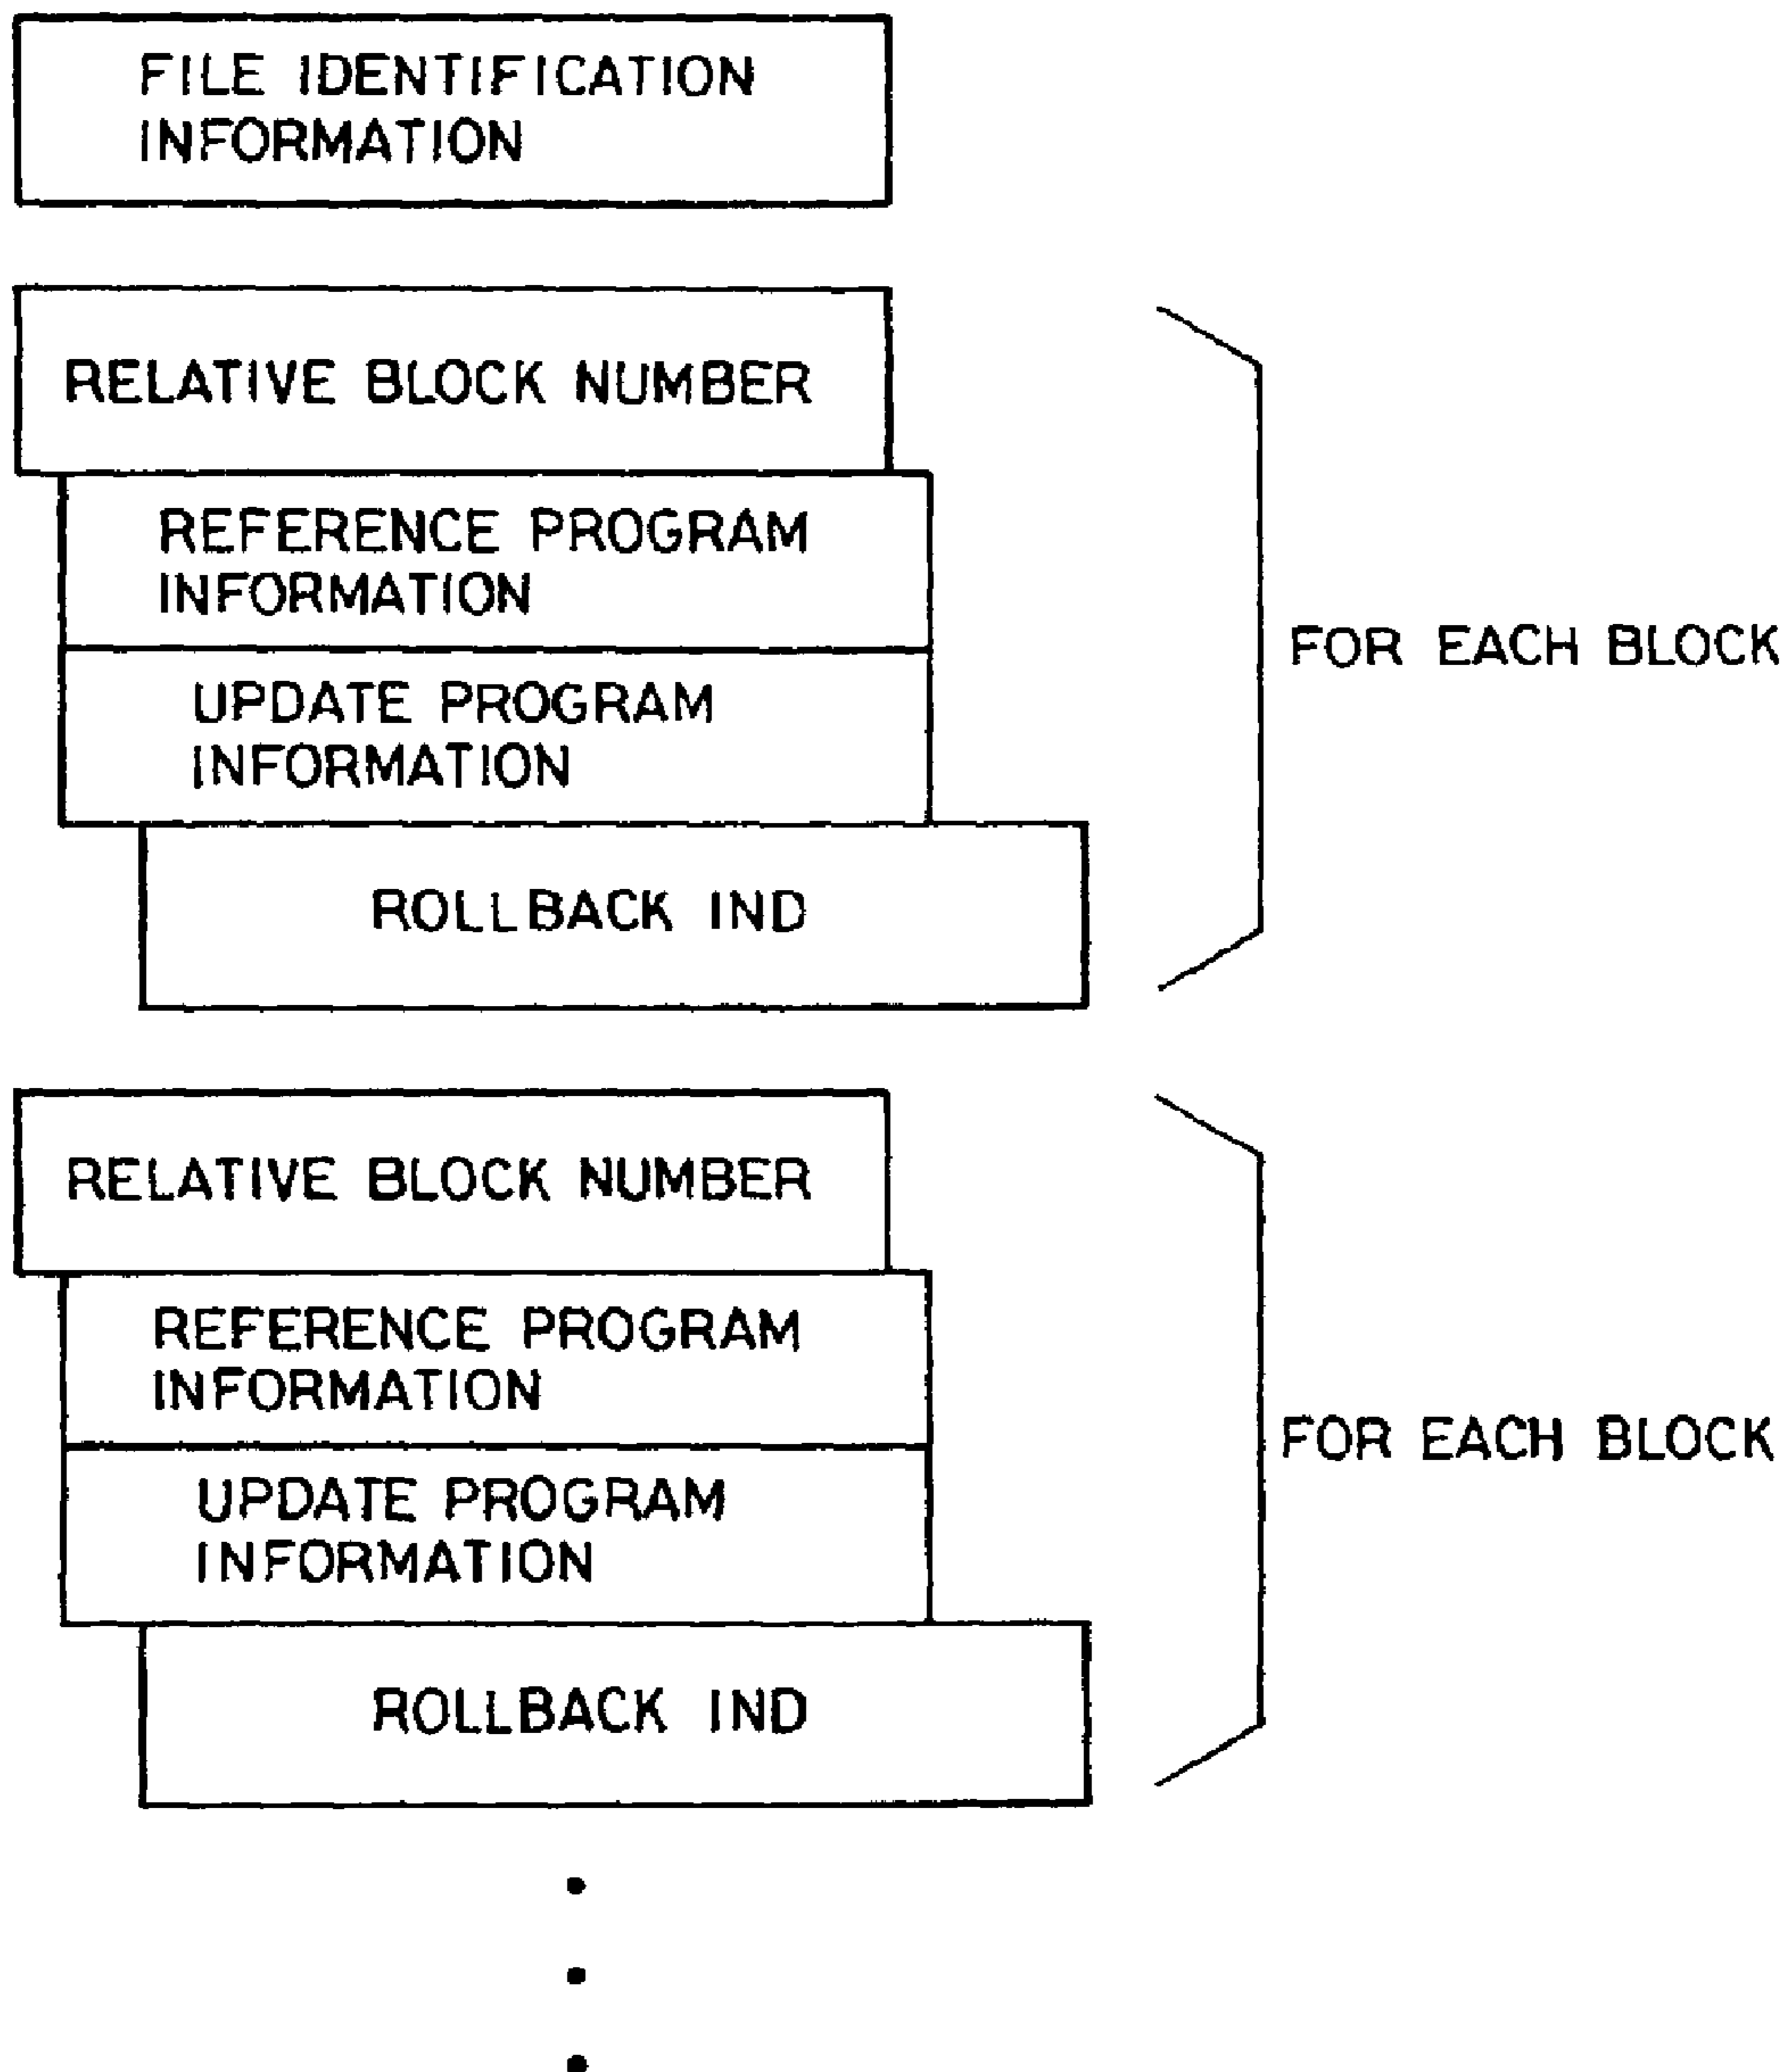 FILE IDENTIFICATION
INFORMATION
RELATIVE BLOCK NUMBER
REFERENCE PROGRAM
INFORMATION
UPDATE PROGRAM
INFORMATION
ROLLBACK IND
FOR EACH BLOCK
RELATIVE BLOCK NUMBER
REFERENCE PROGRAM
INFORMATION
UPDATE PROGRAM
INFORMATION
ROLLBACK IND
FOR EACH BLOCK